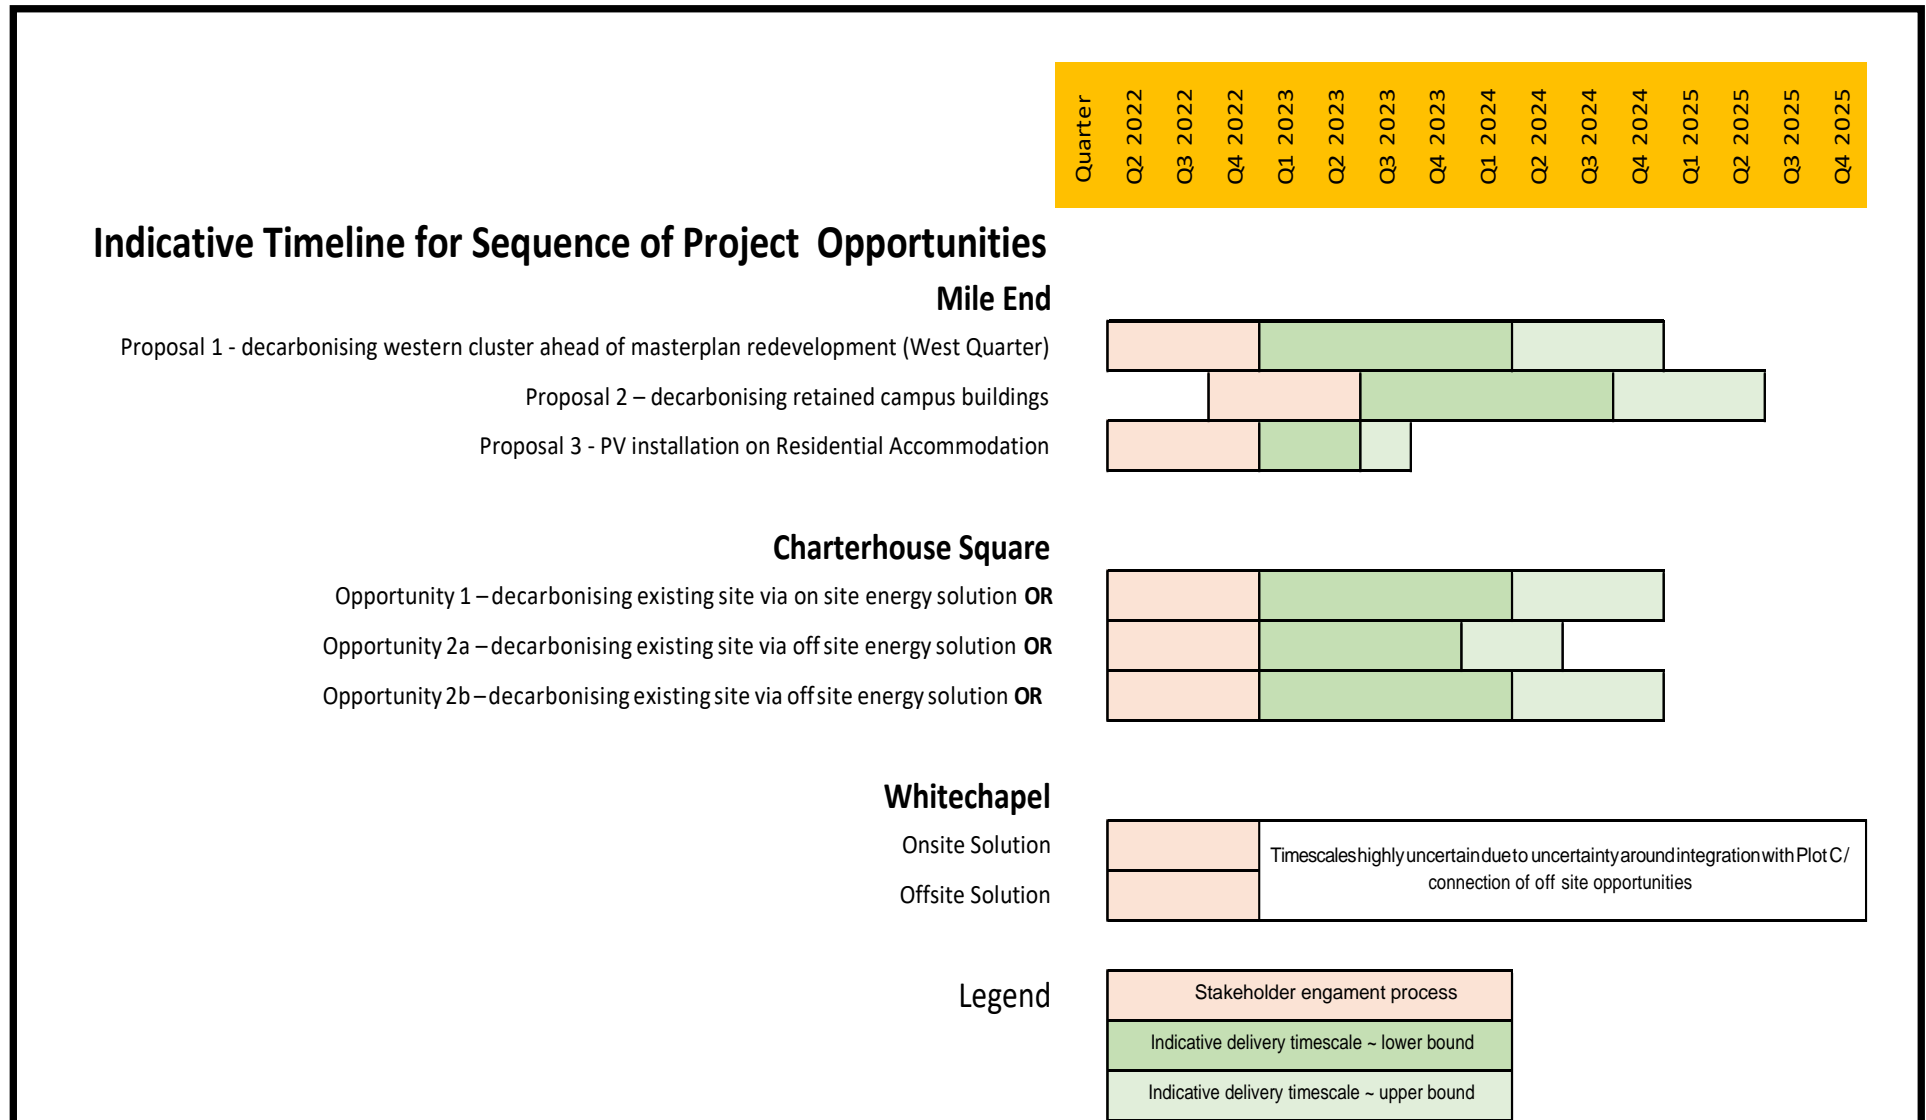 Quarter
Q2 2022
Q3 2022
Q4 2022
Q1 2023
Q2 2023
Q3 2023
Q4 2023
Q1 2024
Q2 2024
Q3 2024
Q4 2024
Q1 2025
Q2 2025
Q3 2025
Q4 2025
Indicative Timeline for Sequence of Project Opportunities
Mile End
Proposal 1 - decarbonising western cluster ahead of masterplan redevelopment (West Quarter)
Proposal 2 – decarbonising retained campus buildings
Proposal 3 - PV installation on Residential Accommodation
Charterhouse Square
Opportunity 1 – decarbonising existing site via on site energy solution OR
Opportunity 2a – decarbonising existing site via off site energy solution OR
Opportunity 2b – decarbonising existing site via off site energy solution OR
Whitechapel
Onsite Solution
Offsite Solution
Timescales highly uncertain due to uncertainty around integration with Plot C /
connection of off site opportunities
Legend
Stakeholder engament process
Indicative delivery timescale ~ lower bound
Indicative delivery timescale ~ upper bound